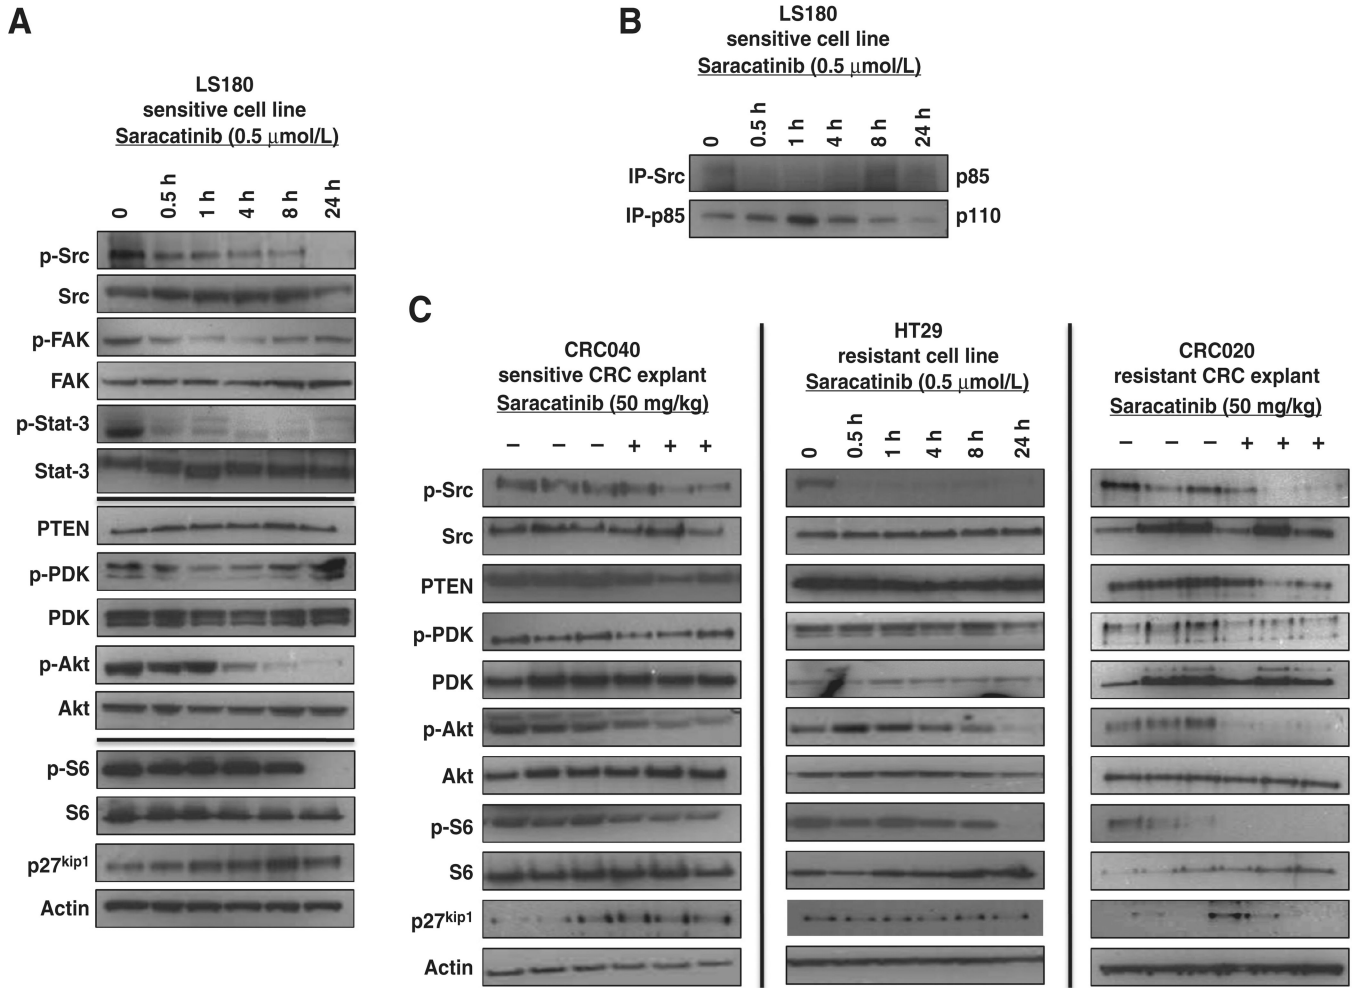 A
LS180
sensitive cell line
Saracatinib (0.5 µmol/L)
0 0.5 h 1 h 4 h 8 h 24 h
p-Src
Src
p-FAK
FAK
p-Stat-3
Stat-3
PTEN
p-PDK
PDK
p-Akt
Akt
p-S6
S6
p27kip1
Actin
B
LS180
sensitive cell line
Saracatinib (0.5 µmol/L)
0 0.5 h 1 h 4 h 8 h 24 h
IP-Src p85
IP-p85 p110
C
CRC040
sensitive CRC explant
Saracatinib (50 mg/kg)
– – – + + +
HT29
resistant cell line
Saracatinib (0.5 µmol/L)
0 0.5 h 1 h 4 h 8 h 24 h
CRC020
resistant CRC explant
Saracatinib (50 mg/kg)
– – – + + +
p-Src
Src
PTEN
p-PDK
PDK
p-Akt
Akt
p-S6
S6
p27kip1
Actin